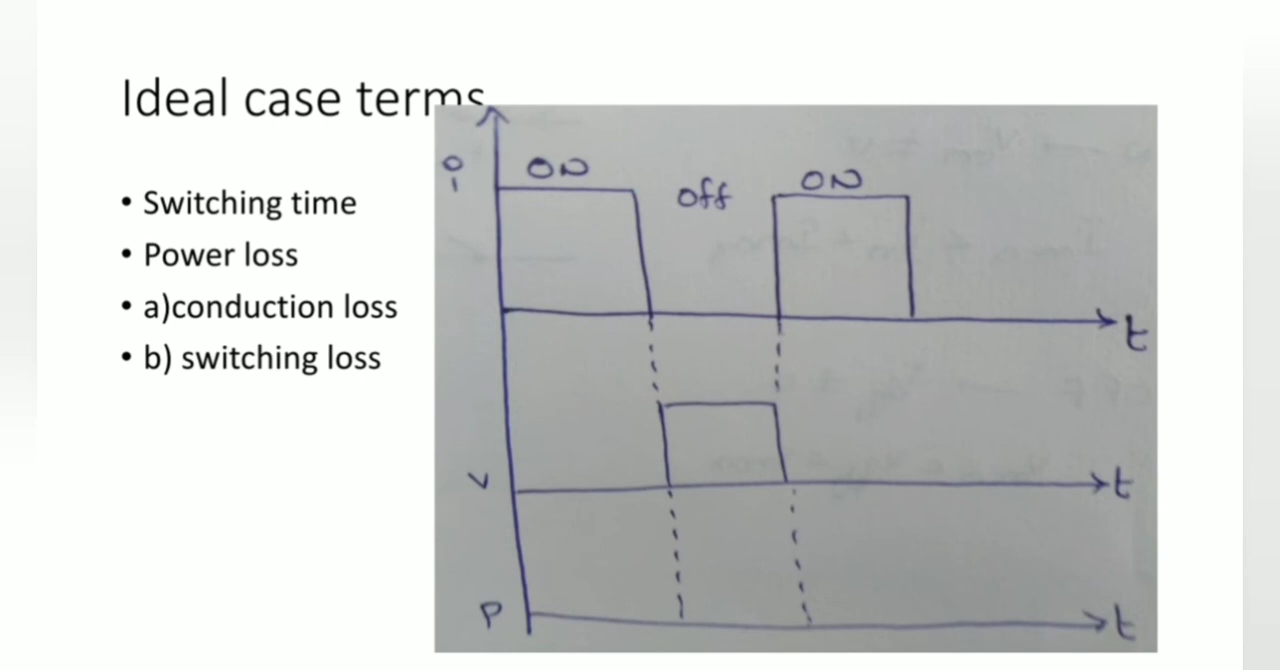 Ideal case terms
• Switching time
• Power loss
• a)conduction loss
• b) switching loss
i
ON
off
ON
t
V
t
P
t